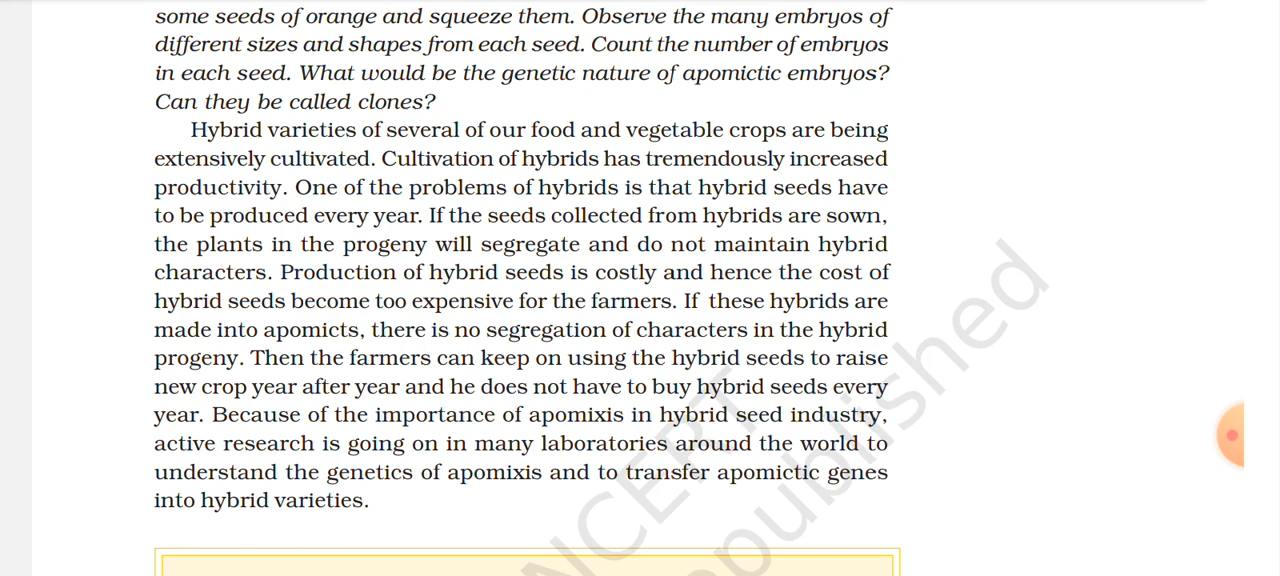 some seeds of orange and squeeze them. Observe the many embryos of
different sizes and shapes from each seed. Count the number of embryos
in each seed. What would be the genetic nature of apomictic embryos?
Can they be called clones?
Hybrid varieties of several of our food and vegetable crops are being
extensively cultivated. Cultivation of hybrids has tremendously increased
productivity. One of the problems of hybrids is that hybrid seeds have
to be produced every year. If the seeds collected from hybrids are sown,
the plants in the progeny will segregate and do not maintain hybrid
characters. Production of hybrid seeds is costly and hence the cost of
hybrid seeds become too expensive for the farmers. If these hybrids are
made into apomicts, there is no segregation of characters in the hybrid
progeny. Then the farmers can keep on using the hybrid seeds to raise
new crop year after year and he does not have to buy hybrid seeds every
year. Because of the importance of apomixis in hybrid seed industry,
active research is going on in many laboratories around the world to
understand the genetics of apomixis and to transfer apomictic genes
into hybrid varieties.
NCERT
published